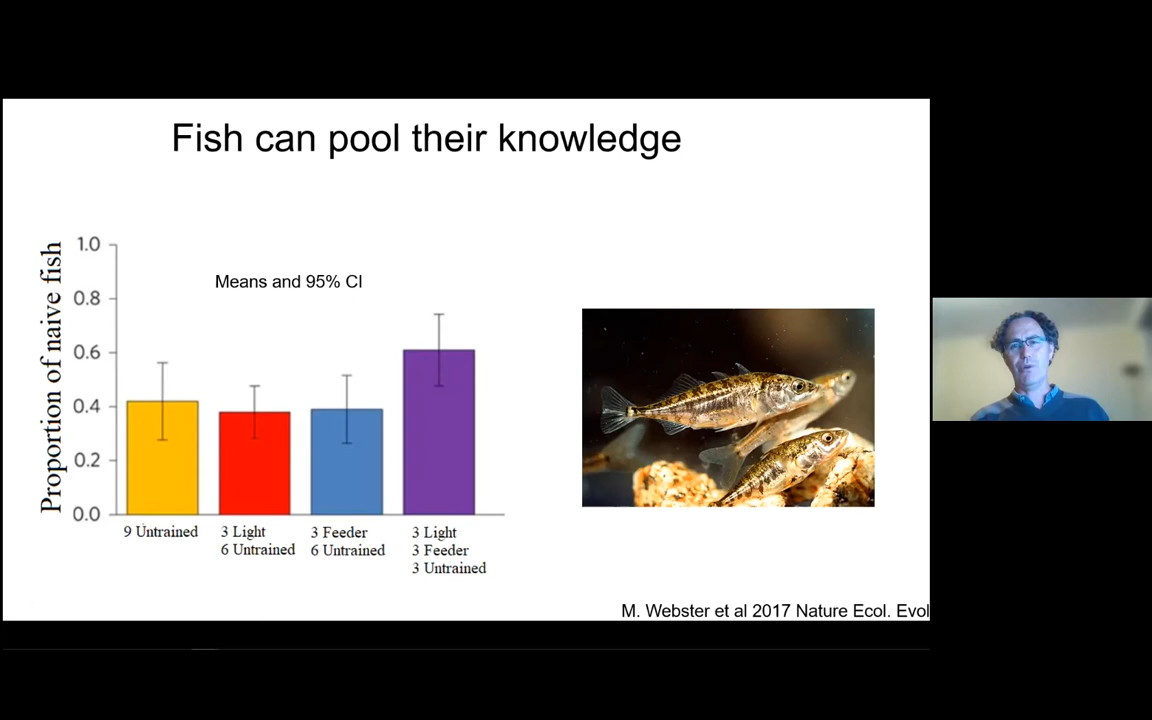 Fish can pool their knowledge
Proportion of naive fish
1.0
0.8
0.6
0.4
0.2
0.0
Means and 95% CI
9 Untrained
3 Light
6 Untrained
3 Feeder
6 Untrained
3 Light
3 Feeder
3 Untrained
M. Webster et al 2017 Nature Ecol. Evol